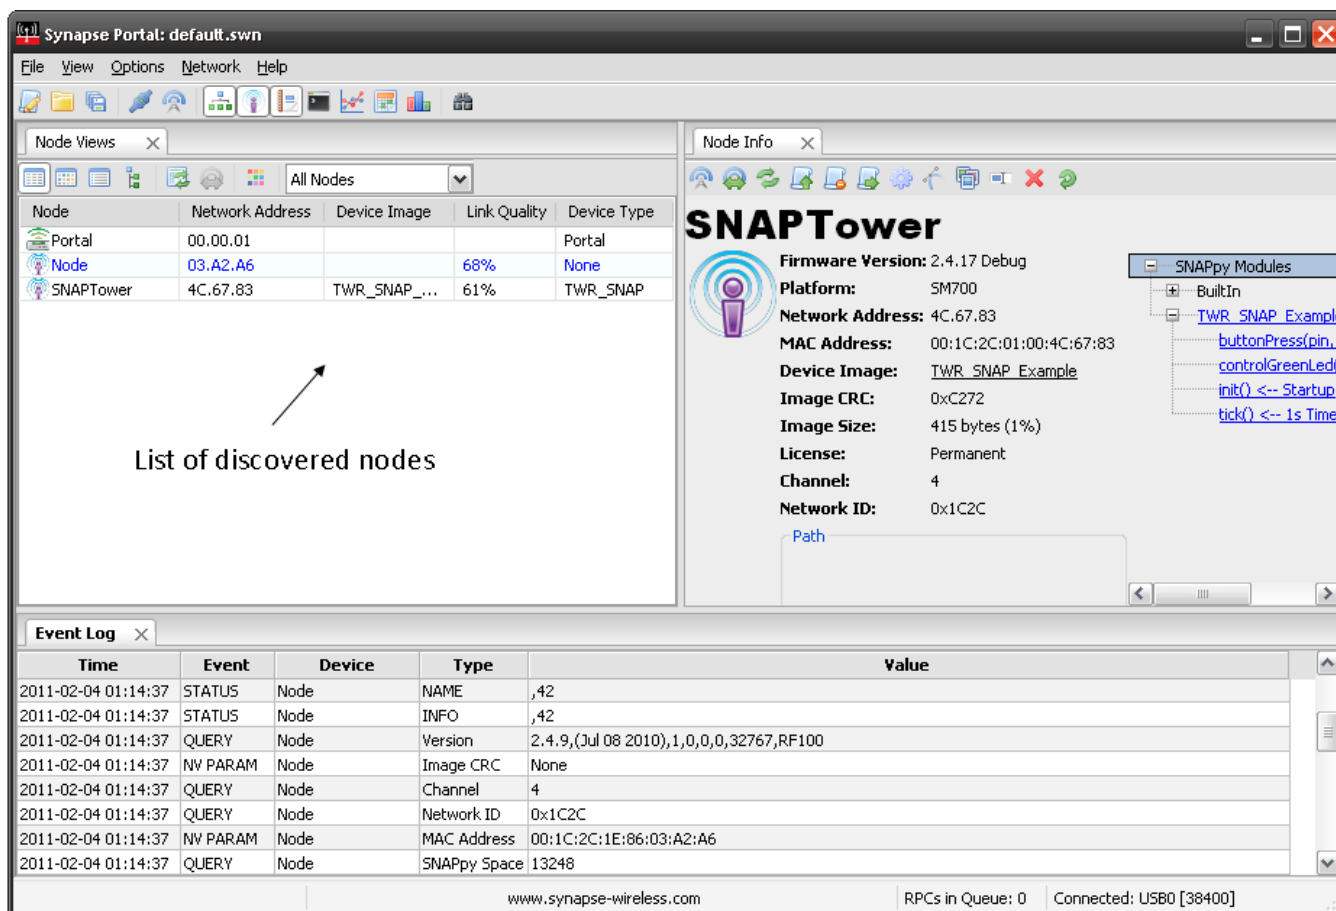 Synapse Portal: default.swn
File View Options Network Help
Node Views
All Nodes
Node Network Address Device Image Link Quality Device Type
Portal 00.00.01 Portal
Node 03.A2.A6 68% None
SNAPTower 4C.67.83 TWR_SNAP_... 61% TWR_SNAP
List of discovered nodes
Node Info
SNAPTower
Firmware Version: 2.4.17 Debug
Platform: SM700
Network Address: 4C.67.83
MAC Address: 00:1C:2C:01:00:4C:67:83
Device Image: TWR_SNAP_Example
Image CRC: 0xC272
Image Size: 415 bytes (1%)
License: Permanent
Channel: 4
Network ID: 0x1C2C
Path
SNAPpy Modules
BuiltIn
TWR_SNAP_Example
buttonPress(pin,
controlGreenLed(
init() <-- Startup
tick() <-- 1s Time
Event Log
Time Event Device Type Value
2011-02-04 01:14:37 STATUS Node NAME ,42
2011-02-04 01:14:37 STATUS Node INFO ,42
2011-02-04 01:14:37 QUERY Node Version 2.4.9,(Jul 08 2010),1,0,0,0,32767,RF100
2011-02-04 01:14:37 NV PARAM Node Image CRC None
2011-02-04 01:14:37 QUERY Node Channel 4
2011-02-04 01:14:37 QUERY Node Network ID 0x1C2C
2011-02-04 01:14:37 NV PARAM Node MAC Address 00:1C:2C:1E:86:03:A2:A6
2011-02-04 01:14:37 QUERY Node SNAPpy Space 13248
www.synapse-wireless.com RPCs in Queue: 0 Connected: USB0 [38400]